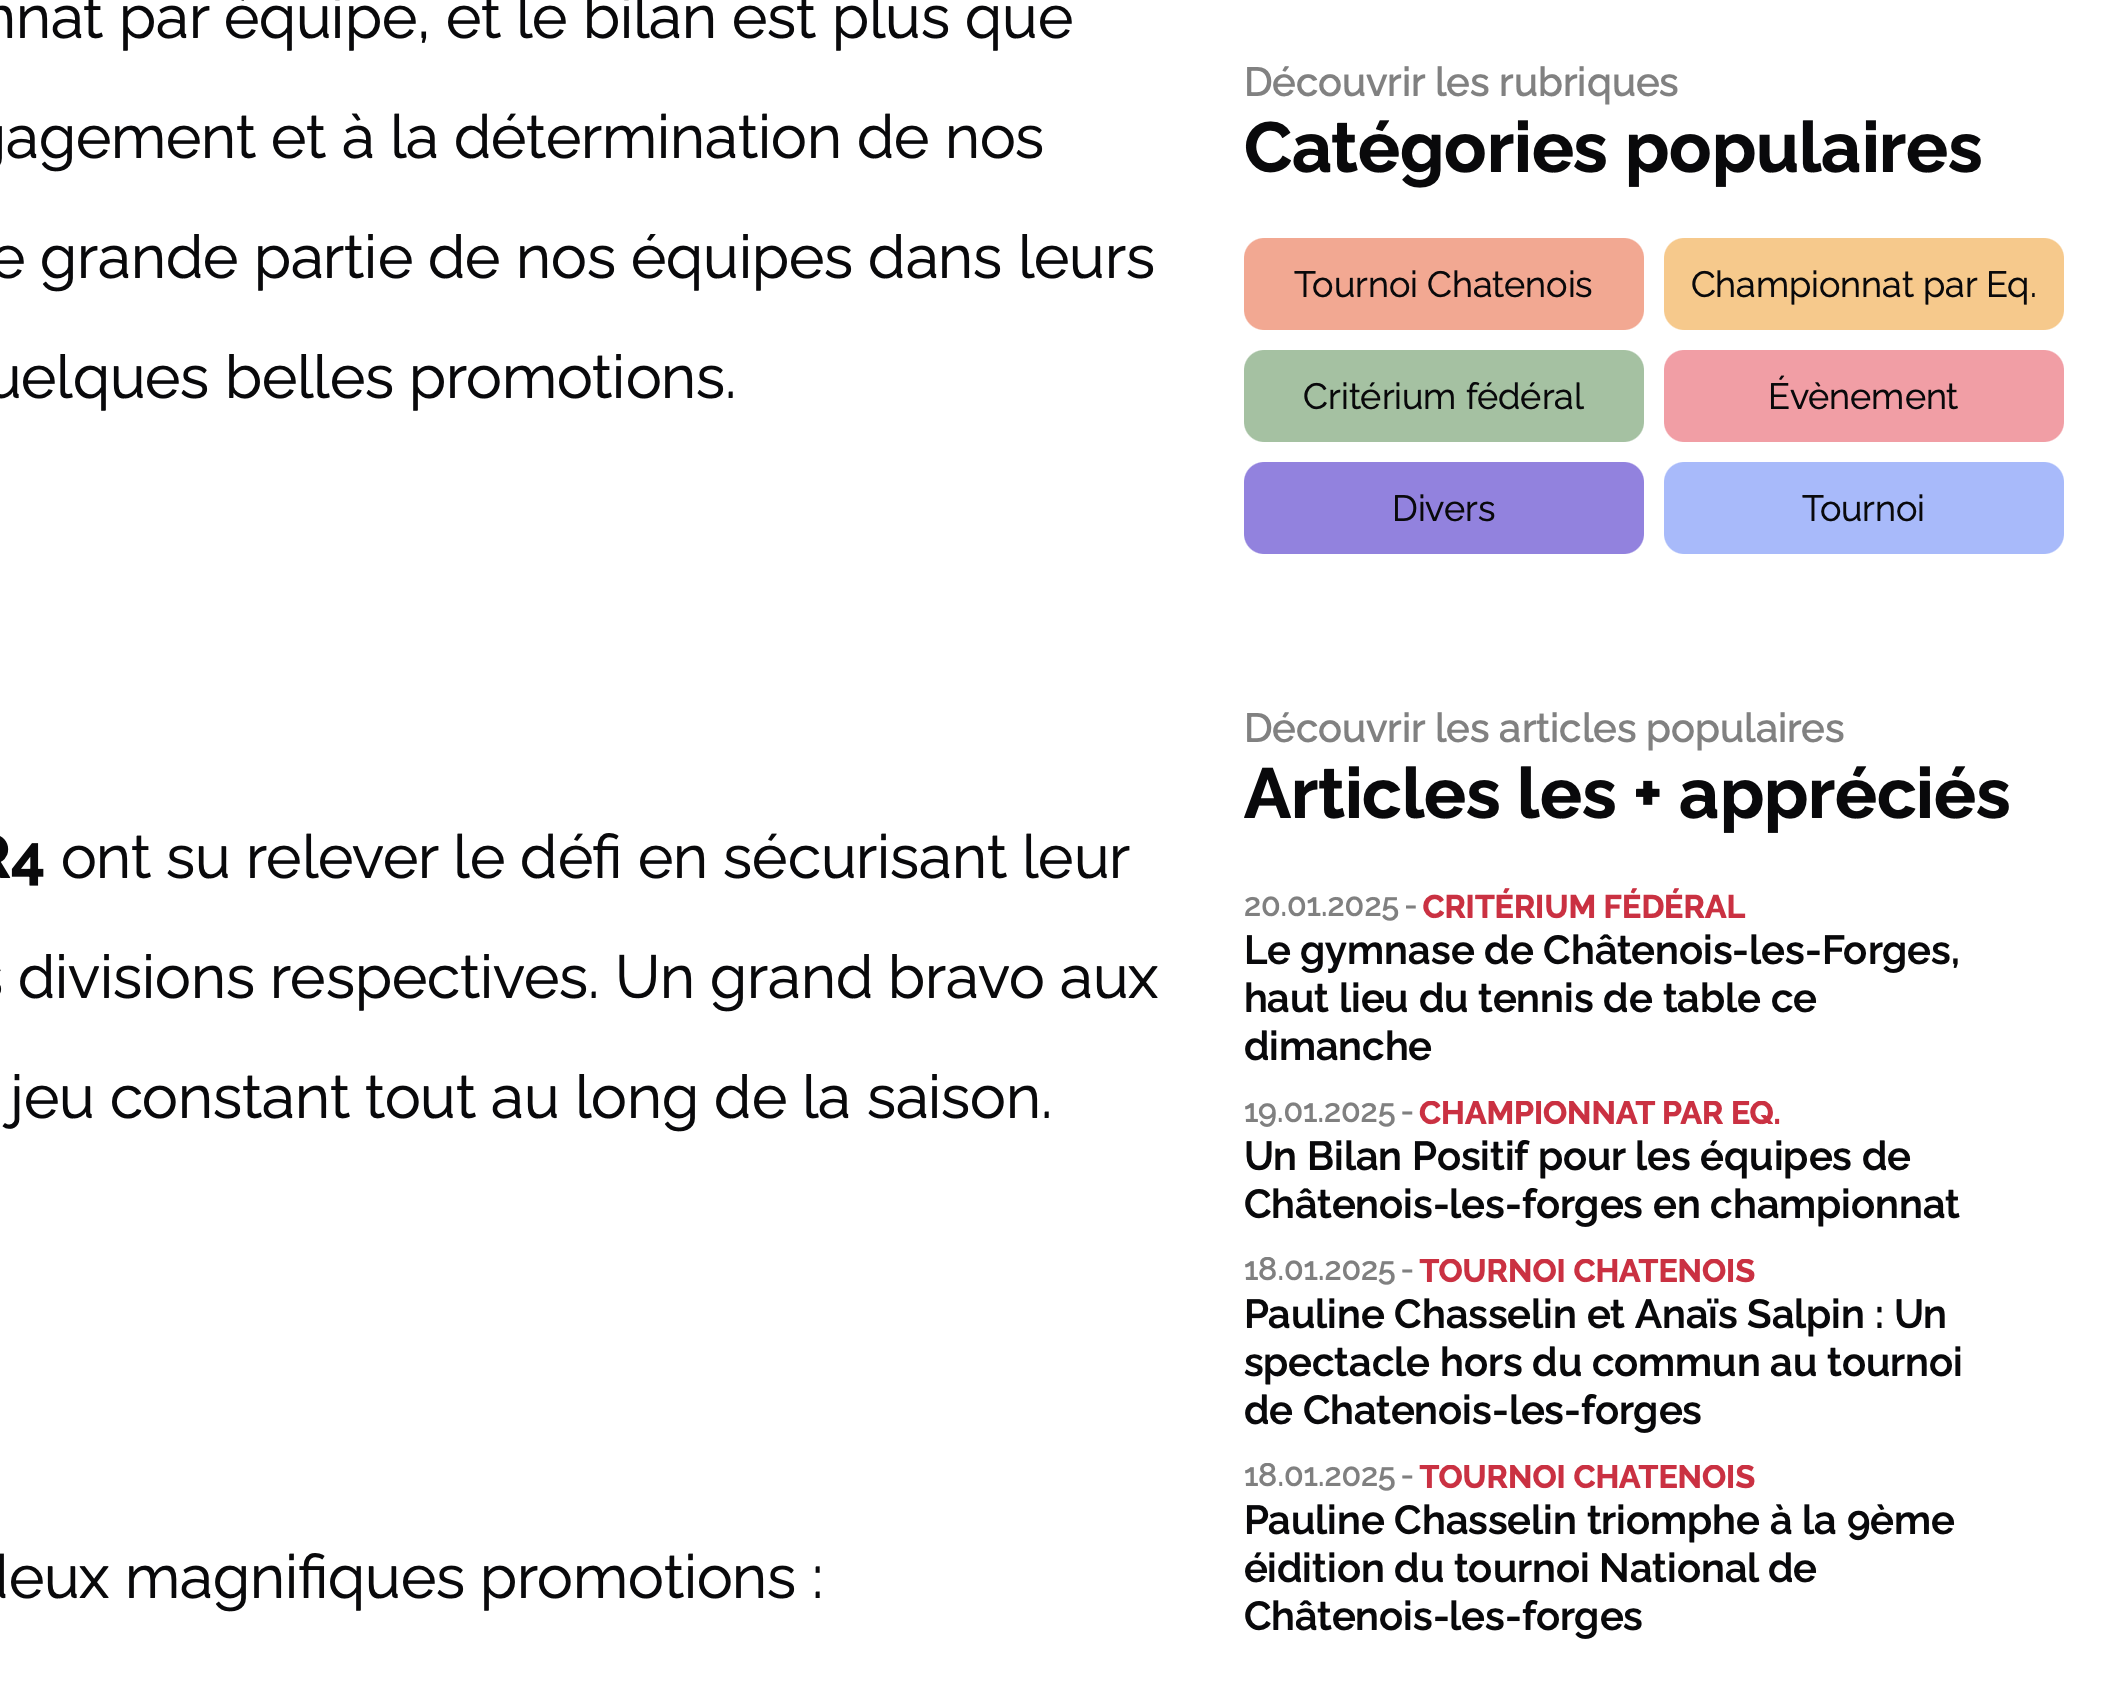 par équipe, et le bilan est plus que
et à la détermination de nos
grande partie de nos équipes dans leurs
belles promotions.
R4 ont su relever le défi en sécurisant leur
divisions respectives. Un grand bravo aux
jeu constant tout au long de la saison.
magnifiques promotions :
Découvrir les rubriques
Catégories populaires
Tournoi Chatenois
Championnat par Eq.
Critérium fédéral
Évènement
Divers
Tournoi
Découvrir les articles populaires
Articles les + appréciés
20.01.2025 - CRITÉRIUM FÉDÉRAL
Le gymnase de Châtenois-les-Forges,
haut lieu du tennis de table ce
dimanche
19.01.2025 - CHAMPIONNAT PAR EQ.
Un Bilan Positif pour les équipes de
Châtenois-les-forges en championnat
18.01.2025 - TOURNOI CHATENOIS
Pauline Chasselin et Anaïs Salpin : Un
spectacle hors du commun au tournoi
de Chatenois-les-forges
18.01.2025 - TOURNOI CHATENOIS
Pauline Chasselin triomphe à la 9ème
éidition du tournoi National de
Châtenois-les-forges